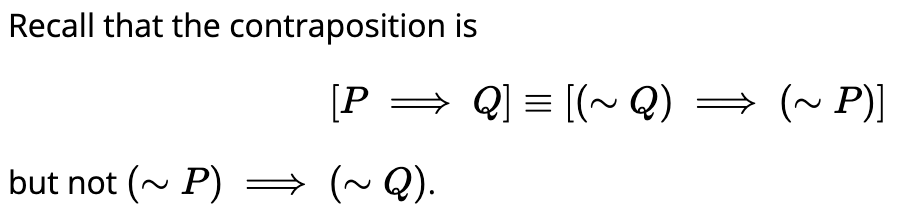 Recall that the contraposition is
[P ⟹ Q] ≡ [(∼ Q) ⟹ (∼ P)]
but not (∼ P) ⟹ (∼ Q).